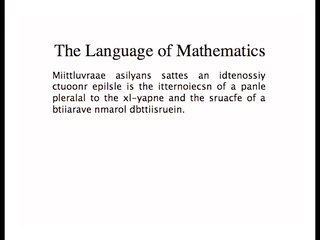 The Language of Mathematics
Miittluvraae asilyans sattes an idtenossiy
ctuoonr epilsle is the itternoiecsn of a panle
pleralal to the xl-yapne and the sruacfe of a
btiiarave nmarol dbttiisruein.